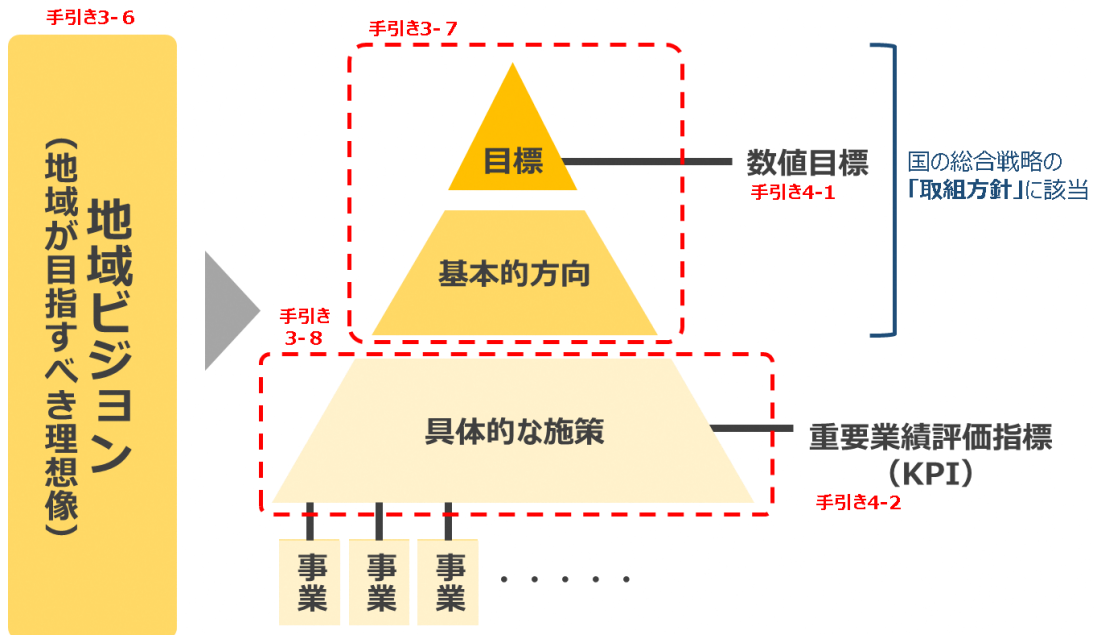 手引き3-6
地域ビジョン
(地域が目指すべき理想像)
手引き3-7
目標
数値目標
手引き4-1
国の総合戦略の
「取組方針」に該当
基本的方向
手引き
3-8
具体的な施策
重要業績評価指標
(KPI)
手引き4-2
事業
事業
事業
・・・・・